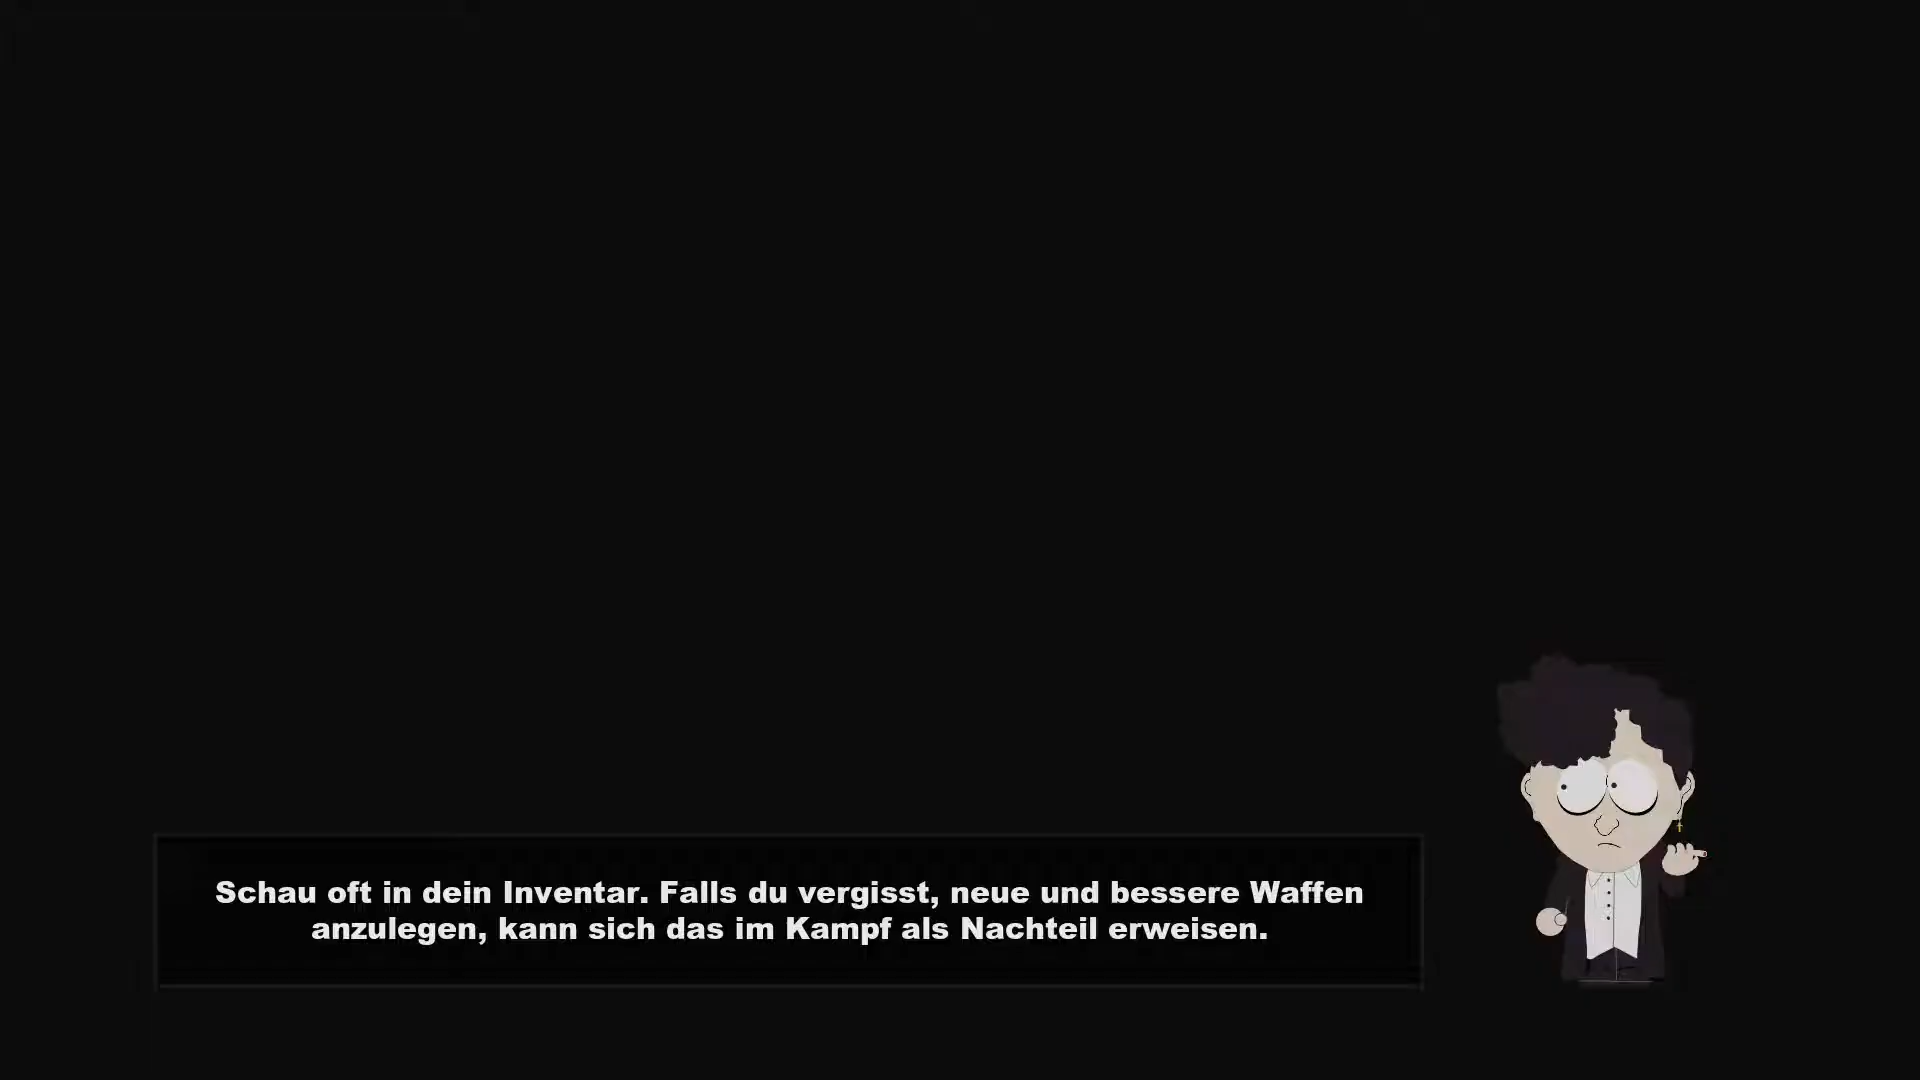 Schau oft in dein Inventar. Falls du vergisst, neue und bessere Waffen
anzulegen, kann sich das im Kampf als Nachteil erweisen.